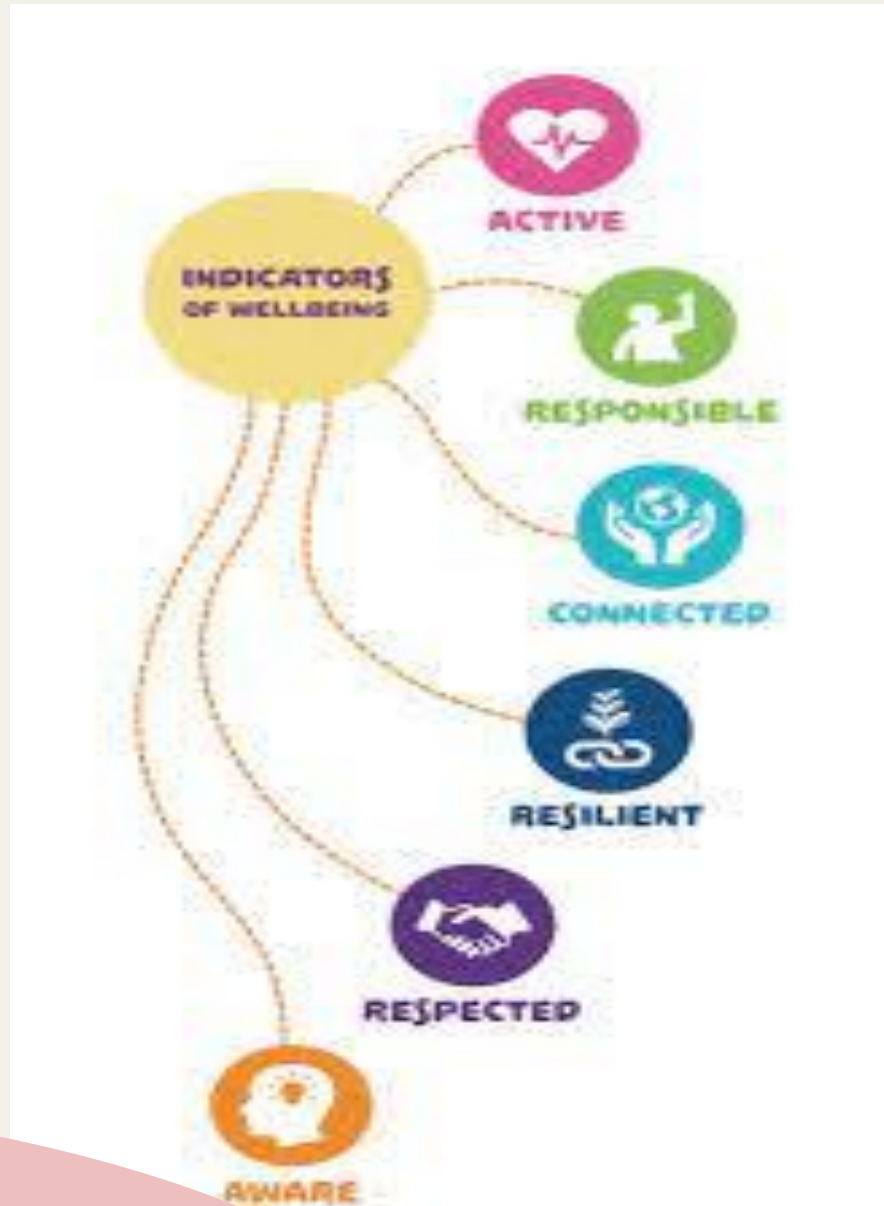 INDICATORS
OF WELLBEING
ACTIVE
RESPONSIBLE
CONNECTED
RESILIENT
RESPECTED
AWARE